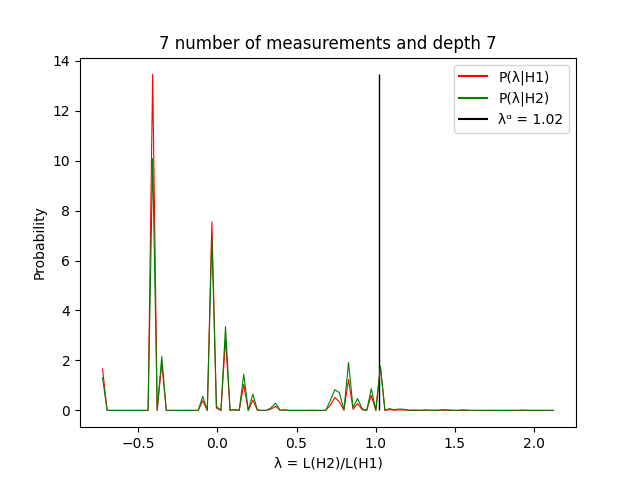 7 number of measurements and depth 7
14
12
10
8
6
4
2
0
Probability
P(λ|H1)
P(λ|H2)
λᵅ = 1.02
−0.5 0.0 0.5 1.0 1.5 2.0
λ = L(H2)/L(H1)